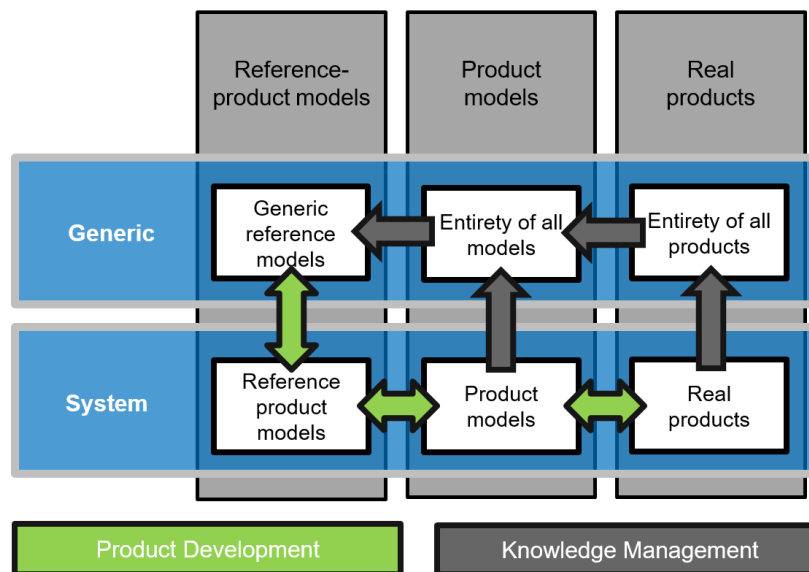 Reference-
product models
Product
models
Real
products
Generic
Generic
reference
models
Entirety of all
models
Entirety of all
products
System
Reference
product
models
Product
models
Real
products
Product Development
Knowledge Management